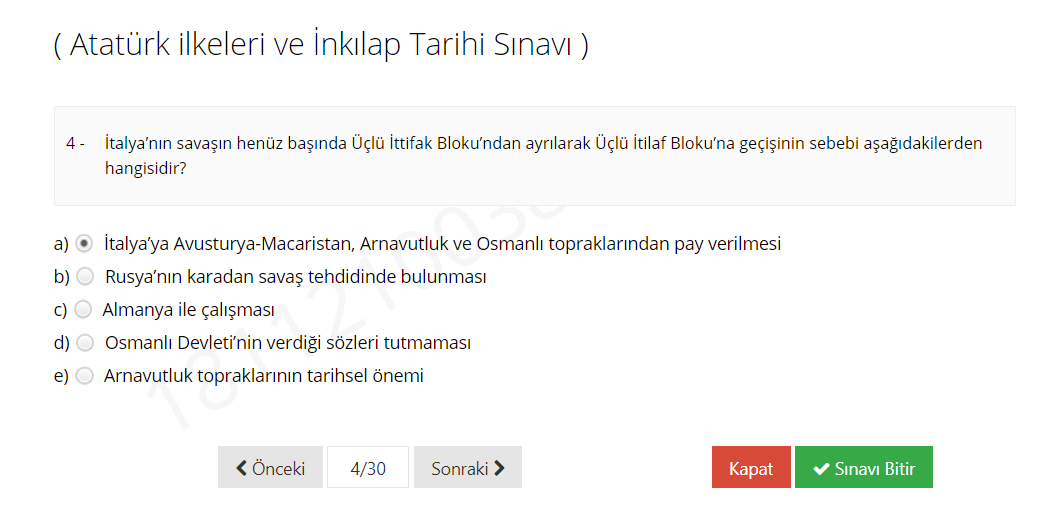 ( Atatürk ilkeleri ve İnkılap Tarihi Sınavı )
4 - İtalya’nın savaşın henüz başında Üçlü İttifak Bloku’ndan ayrılarak Üçlü İtilaf Bloku’na geçişinin sebebi aşağıdakilerden
hangisidir?
a) İtalya’ya Avusturya-Macaristan, Arnavutluk ve Osmanlı topraklarından pay verilmesi
b) Rusya’nın karadan savaş tehdidinde bulunması
c) Almanya ile çalışması
d) Osmanlı Devleti’nin verdiği sözleri tutmaması
e) Arnavutluk topraklarının tarihsel önemi
Önceki 4/30 Sonraki Kapat Sınavı Bitir